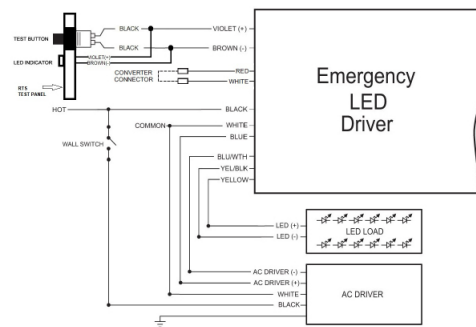 BLACK VIOLET (+)
TEST BUTTON
BLACK BROWN (-)
VIOLET(+)
BROWN(-)
LED INDICATOR
CONVERTER
CONNECTOR
RED
WHITE
RTS
TEST PANEL
HOT BLACK
COMMON WHITE
BLUE
WALL SWITCH
BLU/WTH
YEL/BLK
YELLOW
Emergency
LED
Driver
LED (+)
LED (-)
LED LOAD
AC DRIVER (-)
AC DRIVER (+)
WHITE
BLACK
AC DRIVER